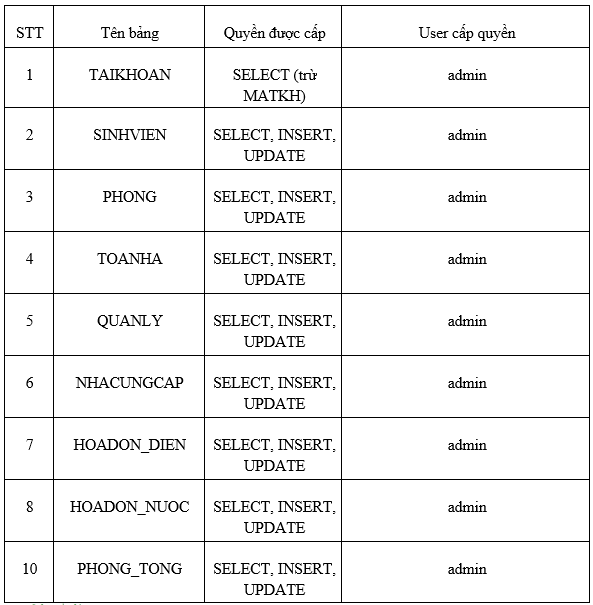 STT Tên bảng Quyền được cấp User cấp quyền
1 TAIKHOAN SELECT (trừ admin
MATKH)
2 SINHVIEN SELECT, INSERT, admin
UPDATE
3 PHONG SELECT, INSERT, admin
UPDATE
4 TOANHA SELECT, INSERT, admin
UPDATE
5 QUANLY SELECT, INSERT, admin
UPDATE
6 NHACUNGCAP SELECT, INSERT, admin
UPDATE
7 HOADON_DIEN SELECT, INSERT, admin
UPDATE
8 HOADON_NUOC SELECT, INSERT, admin
UPDATE
10 PHONG_TONG SELECT, INSERT, admin
UPDATE